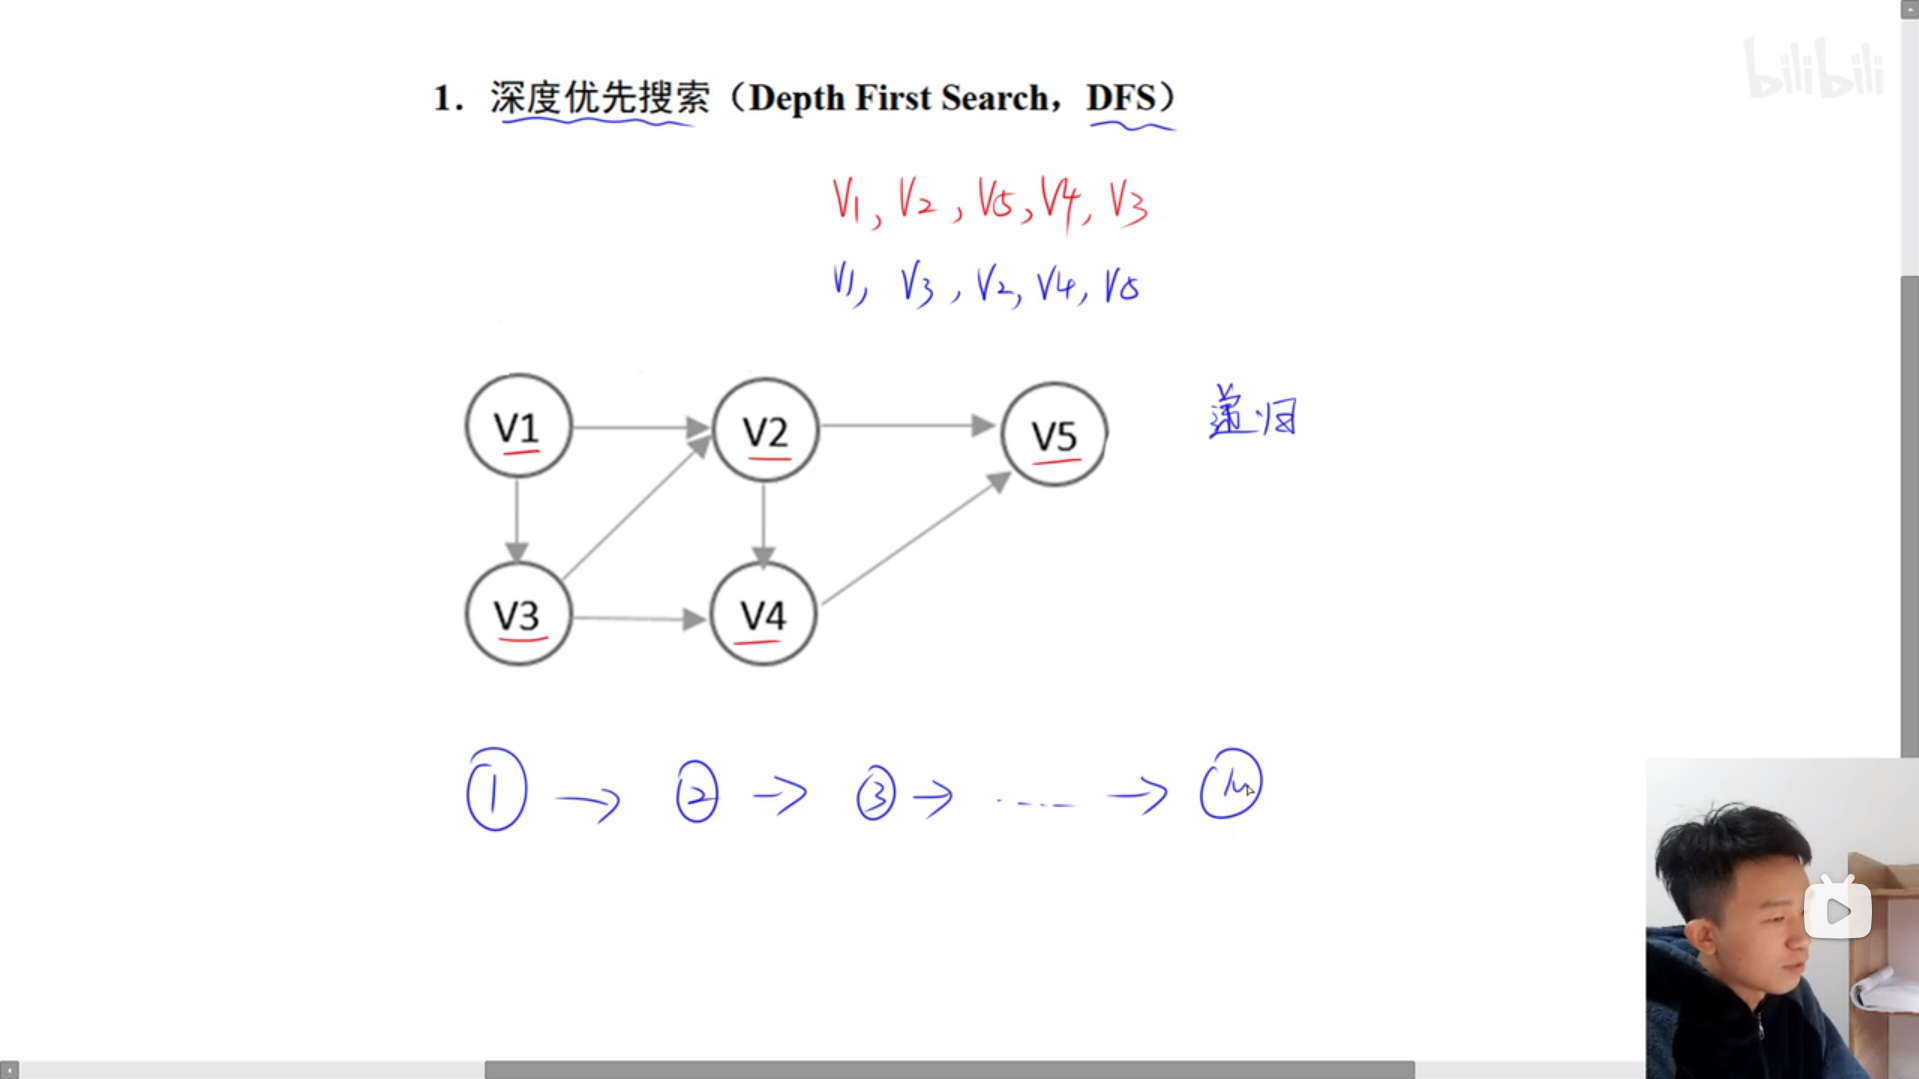 bilibili
1. 深度优先搜索（Depth First Search，DFS）
V1, V2, V5, V4, V3
V1, V3, V2, V4, V5
V1 V2 V5
递归
V3 V4
① → ② → ③ → ...... → n